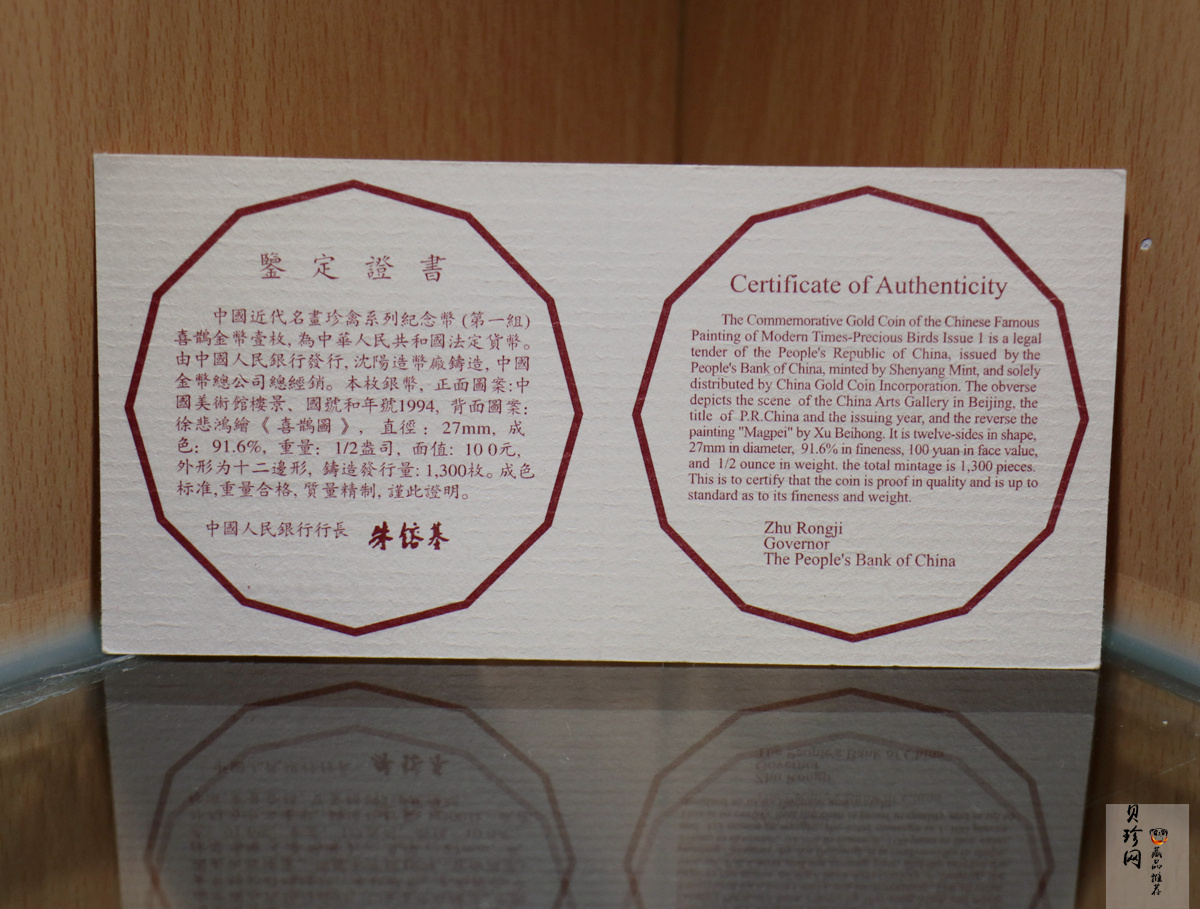 鑒定證書
中國近代名畫珍禽系列紀念幣(第一組)
喜鵲金幣壹枚,為中華人民共和國法定貨幣。
由中國人民銀行發行,沈陽造幣廠鑄造,中國
金幣總公司總經銷。本枚銀幣,正面圖案:中
國美術館樓景、國號和年號1994,背面圖案:
徐悲鴻繪《喜鵲圖》,直徑:27mm,成
色:91.6%,重量:1/2盎司,面值:10 0元,
外形为十二邊形,鑄造發行量:1,300枚。成色
标准,重量合格,質量精制,謹此證明。
中國人民銀行行長 朱鎔基
Certificate of Authenticity
The Commemorative Gold Coin of the Chinese Famous
Painting of Modern Times-Precious Birds Issue 1 is a legal
tender of the People's Republic of China, issued by the
People's Bank of China, minted by Shenyang Mint, and solely
distributed by China Gold Coin Incorporation. The obverse
depicts the scene of the China Arts Gallery in Beijing, the
title of P.R.China and the issuing year, and the reverse the
painting "Magpei" by Xu Beihong. It is twelve-sides in shape,
27mm in diameter, 91.6% in fineness, 100 yuan in face value,
and 1/2 ounce in weight. the total mintage is 1,300 pieces.
This is to certify that the coin is proof in quality and is up to
standard as to its fineness and weight.
Zhu Rongji
Governor
The People's Bank of China
贝珍网
藏品推荐